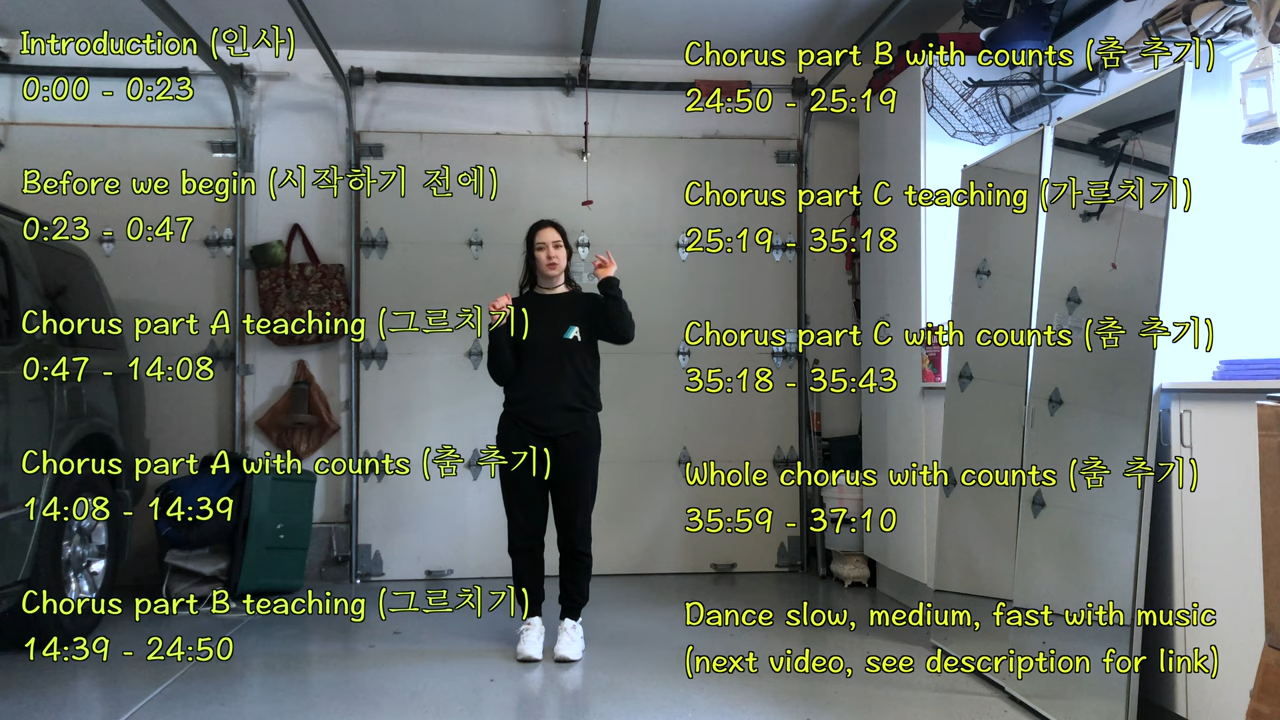 Introduction (인사)
0:00 - 0:23
Before we begin (시작하기 전에)
0:23 - 0:47
Chorus part A teaching (그르치기)
0:47 - 14:08
Chorus part A with counts (춤 추기)
14:08 - 14:39
Chorus part B teaching (그르치기)
14:39 - 24:50
Chorus part B with counts (춤 추기)
24:50 - 25:19
Chorus part C teaching (가르치기)
25:19 - 35:18
Chorus part C with counts (춤 추기)
35:18 - 35:43
Whole chorus with counts (춤 추기)
35:59 - 37:10
Dance slow, medium, fast with music
(next video, see description for link)
A